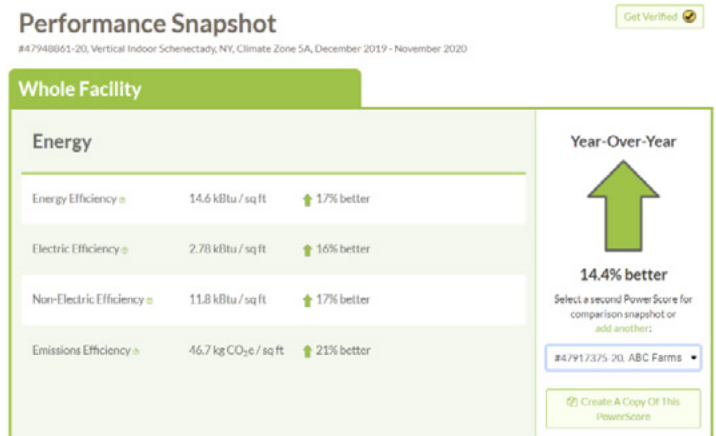 Performance Snapshot
Get Verified
#47948861-20, Vertical Indoor Schenectady, NY, Climate Zone 5A, December 2019 - November 2020
Whole Facility
Energy
Energy Efficiency 14.6 kBtu / sq ft 17% better
Electric Efficiency 2.78 kBtu / sq ft 16% better
Non-Electric Efficiency 11.8 kBtu / sq ft 17% better
Emissions Efficiency 46.7 kg CO₂e / sq ft 21% better
Year-Over-Year
14.4% better
Select a second PowerScore for
comparison snapshot or
add another:
#47917375-20, ABC Farms
Create A Copy Of This
PowerScore